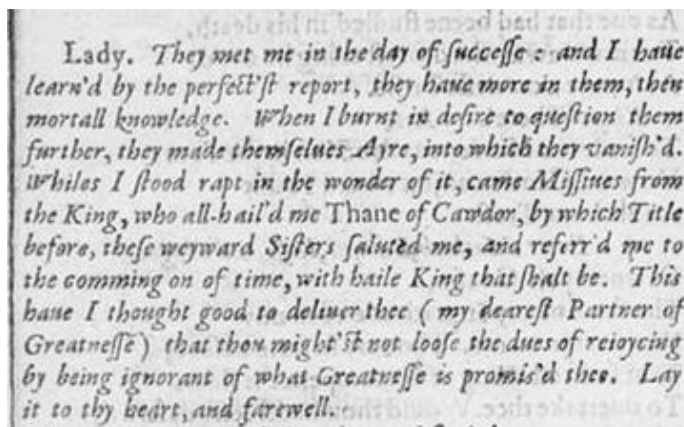 Lady. They met me in the day of ſucceſſe : and I haue
learn'd by the perfect'ſt report, they haue more in them, then
mortall knowledge. When I burnt in deſire to queſtion them
further, they made themſelues Ayre, into which they vaniſh'd.
Whiles I ſtood rapt in the wonder of it, came Miſſiues from
the King, who all-hail'd me Thane of Cawdor, by which Title
before, theſe weyward Siſters ſaluted me, and referr'd me to
the comming on of time, with haile King that ſhalt be. This
haue I thought good to deliuer thee (my deareſt Partner of
Greatneſſe) that thou might'ſt not looſe the dues of reioycing
by being ignorant of what Greatneſſe is promis'd thee. Lay
it to thy heart, and farewell.